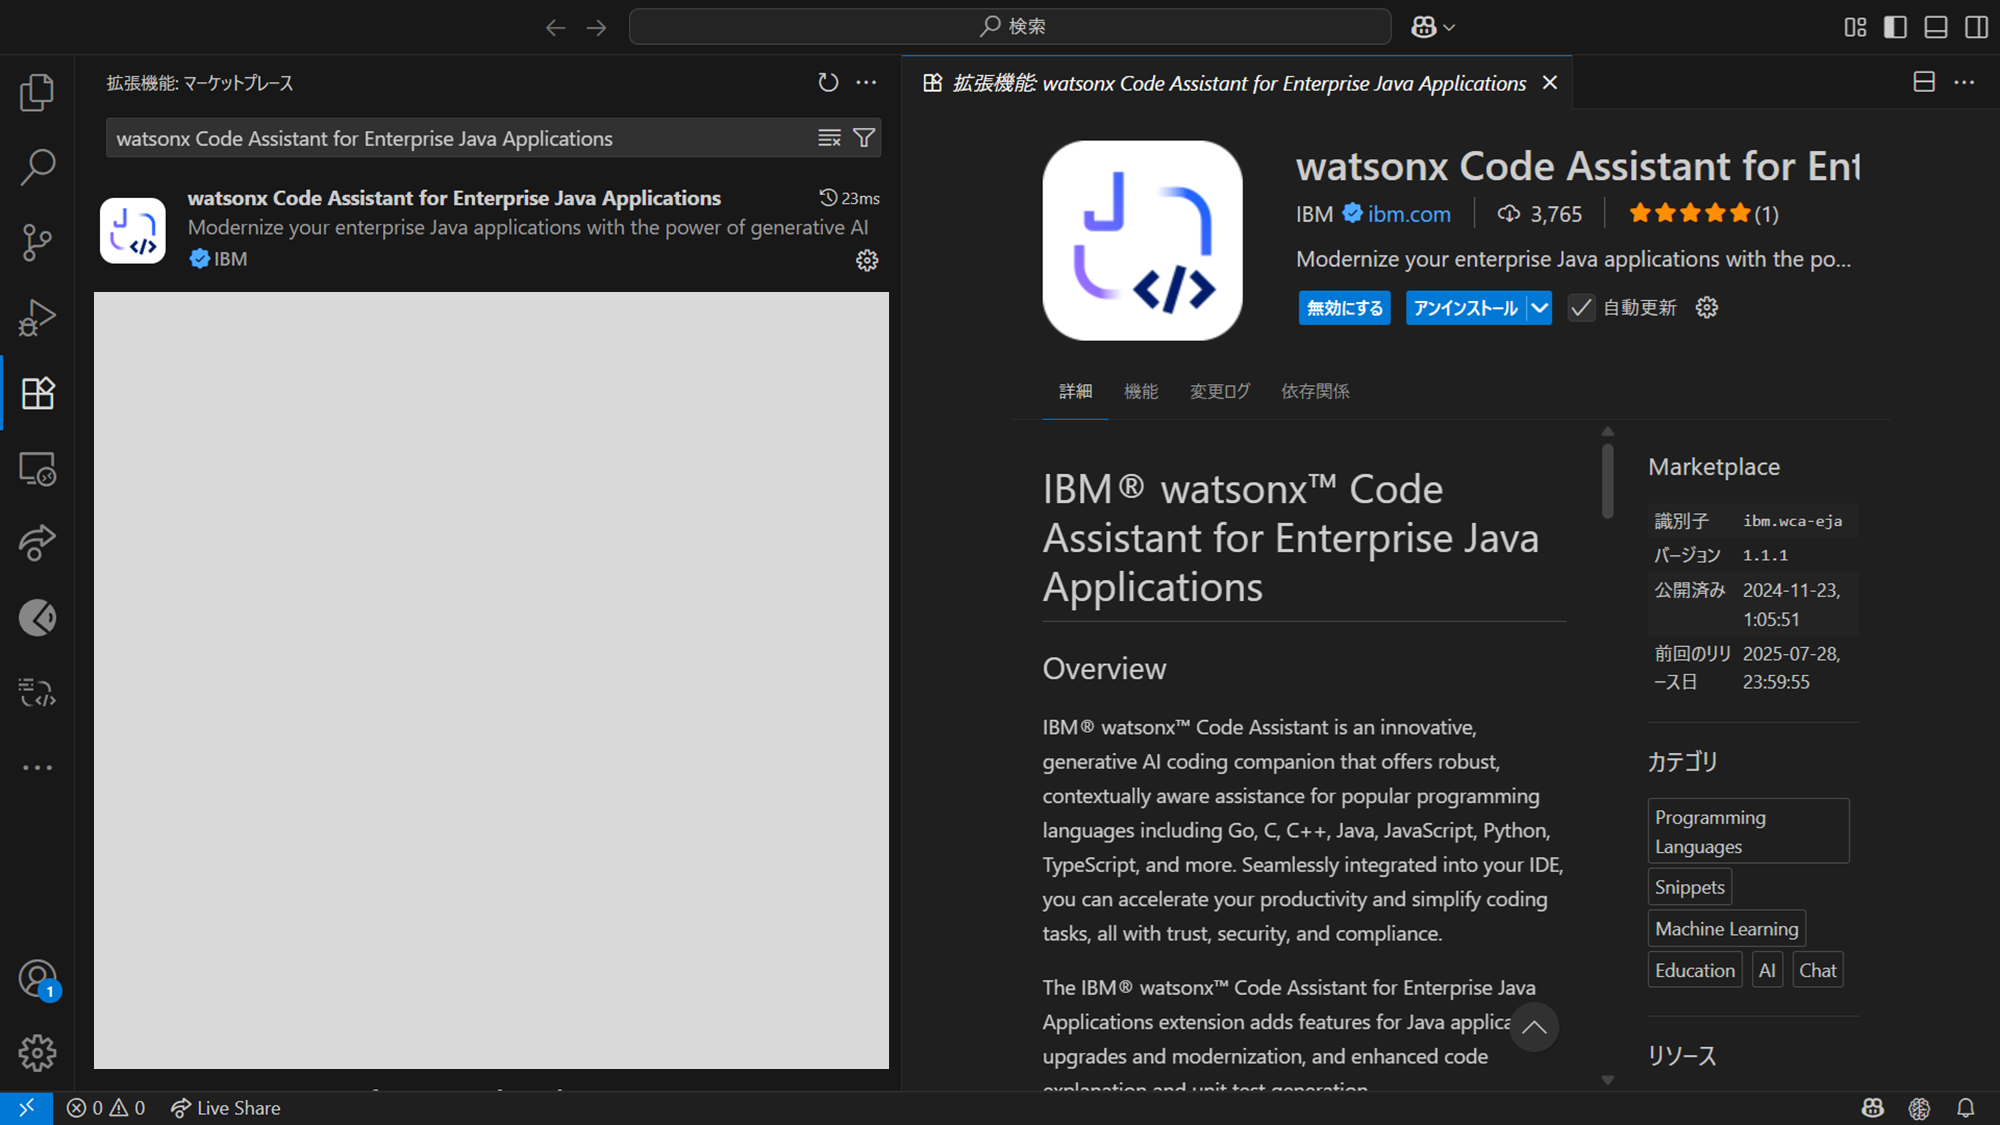 検索
拡張機能: マーケットプレース
watsonx Code Assistant for Enterprise Java Applications
watsonx Code Assistant for Enterprise Java Applications
23ms
Modernize your enterprise Java applications with the power of generative AI
IBM
拡張機能: watsonx Code Assistant for Enterprise Java Applications
watsonx Code Assistant for Ent
IBM ibm.com 3,765 (1)
Modernize your enterprise Java applications with the po...
無効にする アンインストール 自動更新
詳細 機能 変更ログ 依存関係
IBM® watsonx™ Code
Assistant for Enterprise Java
Applications
Overview
IBM® watsonx™ Code Assistant is an innovative,
generative AI coding companion that offers robust,
contextually aware assistance for popular programming
languages including Go, C, C++, Java, JavaScript, Python,
TypeScript, and more. Seamlessly integrated into your IDE,
you can accelerate your productivity and simplify coding
tasks, all with trust, security, and compliance.
The IBM® watsonx™ Code Assistant for Enterprise Java
Applications extension adds features for Java applica
upgrades and modernization, and enhanced code
explanation and unit test generation.
Marketplace
識別子 ibm.wca-eja
バージョン 1.1.1
公開済み 2024-11-23,
1:05:51
前回のリリ 2025-07-28,
ース日 23:59:55
カテゴリ
Programming
Languages
Snippets
Machine Learning
Education AI Chat
リソース
1
0 0 Live Share